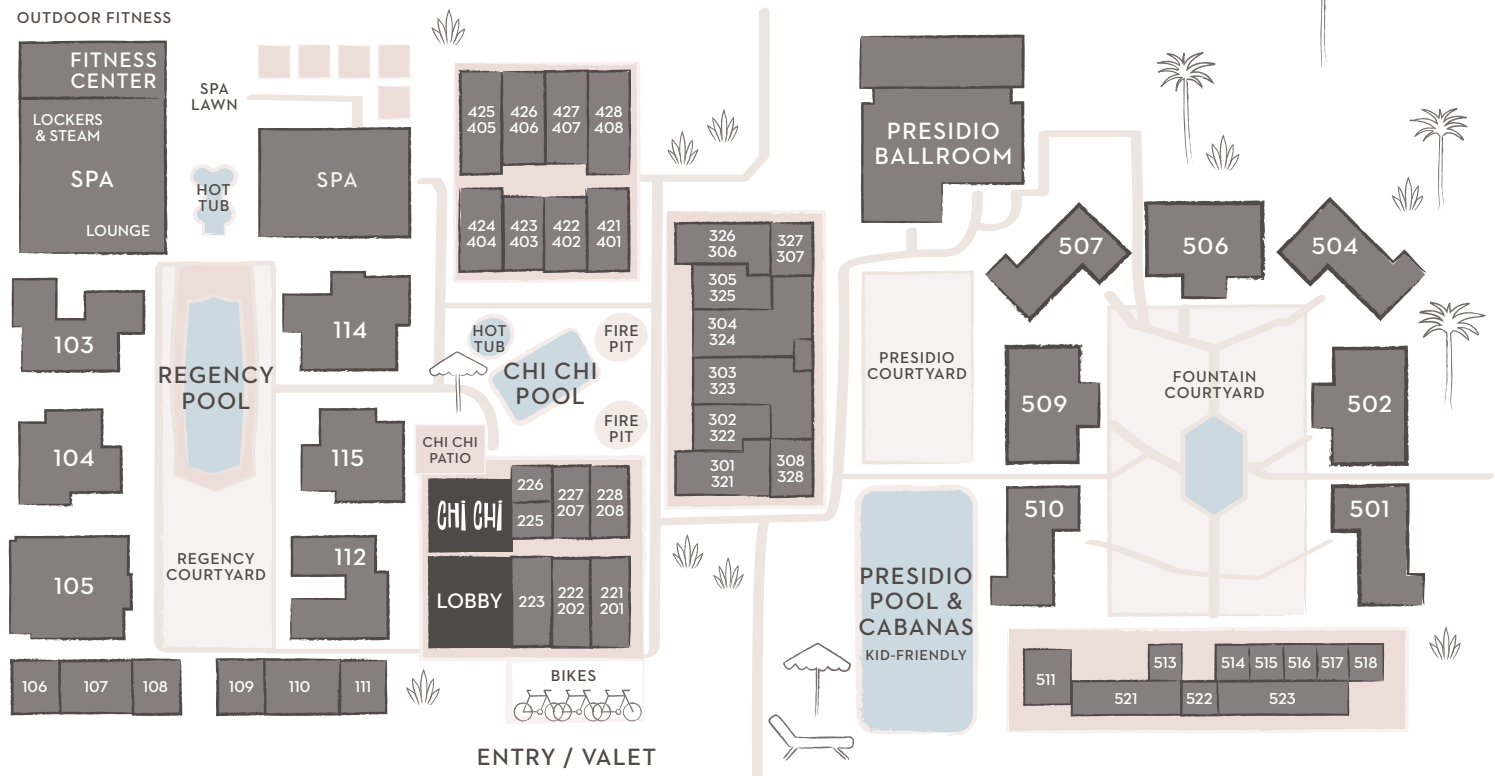 OUTDOOR FITNESS
FITNESS
CENTER
LOCKERS
& STEAM
SPA
LOUNGE
SPA
LAWN
HOT
TUB
SPA
425
405
426
406
427
407
428
408
424
404
423
403
422
402
421
401
103
104
105
106
107
108
109
110
111
REGENCY
POOL
REGENCY
COURTYARD
114
115
112
HOT
TUB
CHI CHI
POOL
FIRE
PIT
FIRE
PIT
CHI CHI
PATIO
CHI CHI
LOBBY
226
225
227
207
228
208
223
222
202
221
201
BIKES
ENTRY / VALET
326
306
327
307
305
325
304
324
303
323
302
322
301
321
308
328
PRESIDIO
BALLROOM
PRESIDIO
COURTYARD
PRESIDIO
POOL &
CABANAS
KID-FRIENDLY
507
506
504
509
FOUNTAIN
COURTYARD
502
510
501
511
513
514
515
516
517
518
521
522
523